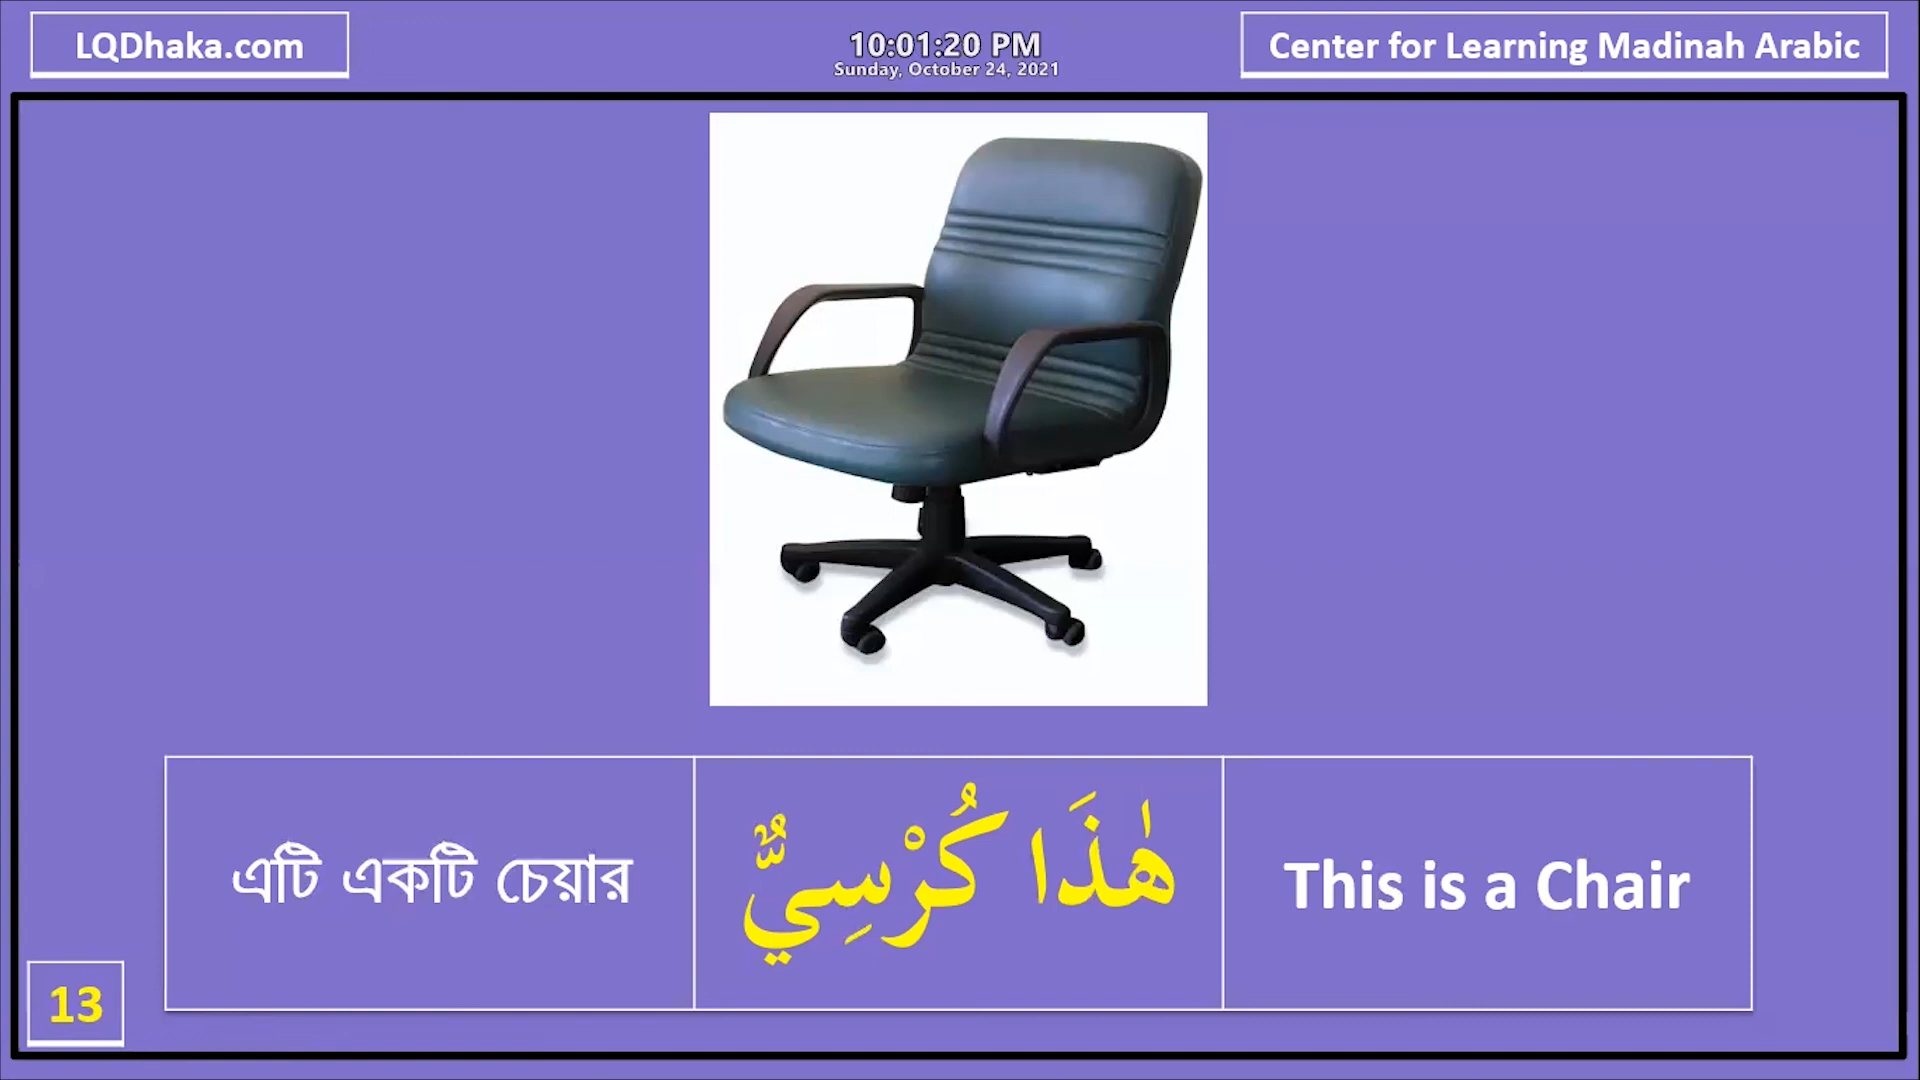 LQDhaka.com
10:01:20 PM
Sunday, October 24, 2021
Center for Learning Madinah Arabic
এটি একটি চেয়ার
هٰذَا كُرْسِيٌّ
This is a Chair
13